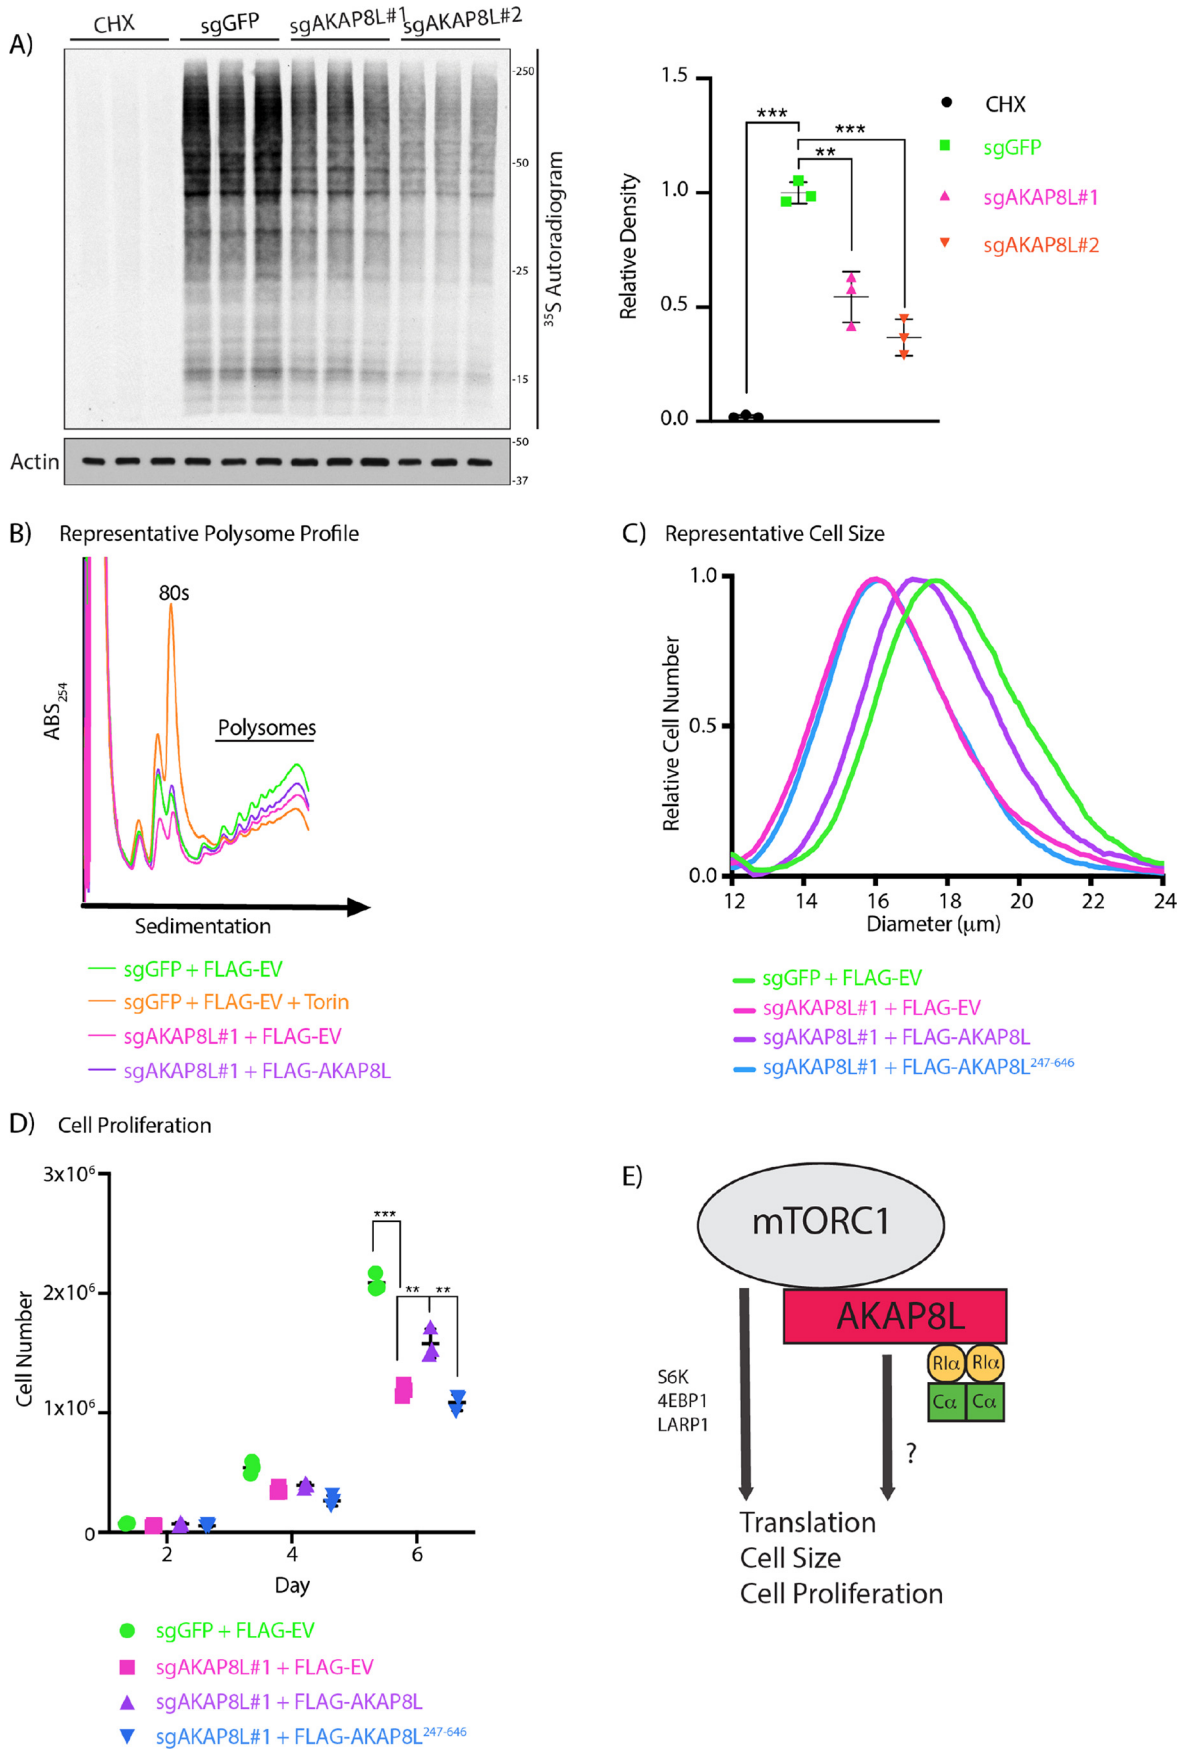 A)
CHX sgGFP sgAKAP8L#1 sgAKAP8L#2
-250
-50
-25
-15
³⁵S Autoradiogram
Actin
-50
-37
Relative Density
1.5
1.0
0.5
0.0
***
***
**
CHX
sgGFP
sgAKAP8L#1
sgAKAP8L#2
B) Representative Polysome Profile
ABS₂₅₄
80s
Polysomes
Sedimentation
sgGFP + FLAG-EV
sgGFP + FLAG-EV + Torin
sgAKAP8L#1 + FLAG-EV
sgAKAP8L#1 + FLAG-AKAP8L
C) Representative Cell Size
Relative Cell Number
1.0
0.5
0.0
12 14 16 18 20 22 24
Diameter (μm)
sgGFP + FLAG-EV
sgAKAP8L#1 + FLAG-EV
sgAKAP8L#1 + FLAG-AKAP8L
sgAKAP8L#1 + FLAG-AKAP8L²⁴⁷⁻⁶⁴⁶
D) Cell Proliferation
Cell Number
3x10⁶
2x10⁶
1x10⁶
0
***
** **
2 4 6
Day
sgGFP + FLAG-EV
sgAKAP8L#1 + FLAG-EV
sgAKAP8L#1 + FLAG-AKAP8L
sgAKAP8L#1 + FLAG-AKAP8L²⁴⁷⁻⁶⁴⁶
E)
mTORC1
AKAP8L
RIα RIα
Cα Cα
S6K
4EBP1
LARP1
?
Translation
Cell Size
Cell Proliferation